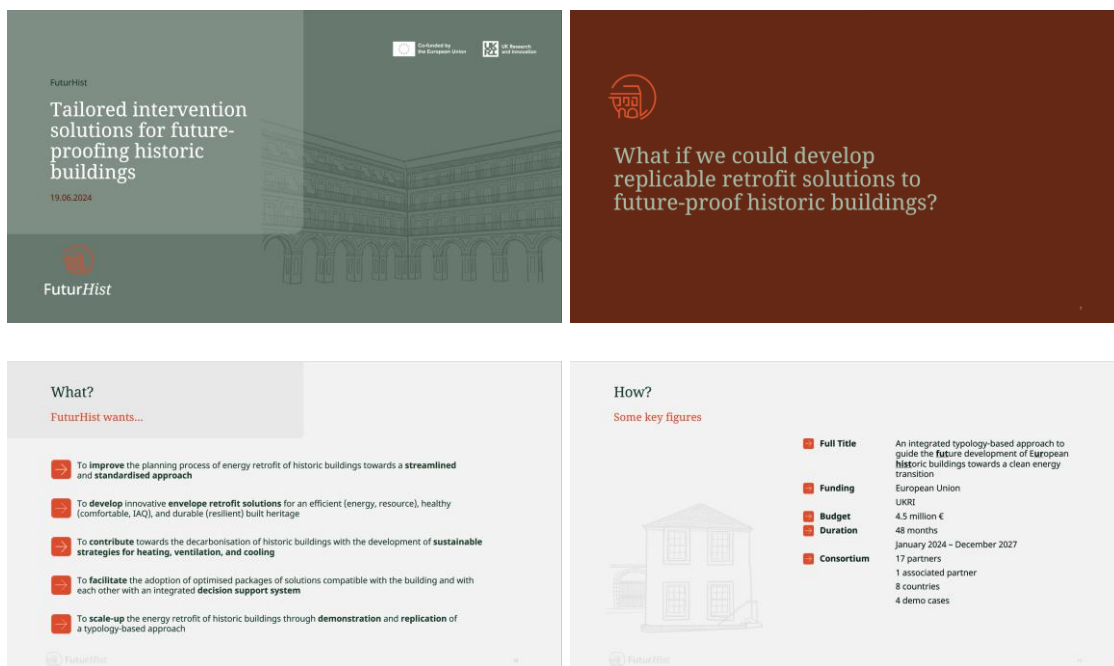 Co-funded by
the European Union
UK Research
and Innovation
FuturHist
Tailored intervention
solutions for future-
proofing historic
buildings
19.06.2024
FuturHist
What if we could develop
replicable retrofit solutions to
future-proof historic buildings?
What?
FuturHist wants...
To improve the planning process of energy retrofit of historic buildings towards a streamlined
and standardised approach
To develop innovative envelope retrofit solutions for an efficient (energy, resource), healthy
(comfortable, IAQ), and durable (resilient) built heritage
To contribute towards the decarbonisation of historic buildings with the development of sustainable
strategies for heating, ventilation, and cooling
To facilitate the adoption of optimised packages of solutions compatible with the building and with
each other with an integrated decision support system
To scale-up the energy retrofit of historic buildings through demonstration and replication of
a typology-based approach
FuturHist
How?
Some key figures
Full Title An integrated typology-based approach to
guide the future development of European
historic buildings towards a clean energy
transition
Funding European Union
UKRI
Budget 4.5 million €
Duration 48 months
January 2024 – December 2027
Consortium 17 partners
1 associated partner
8 countries
4 demo cases
FuturHist